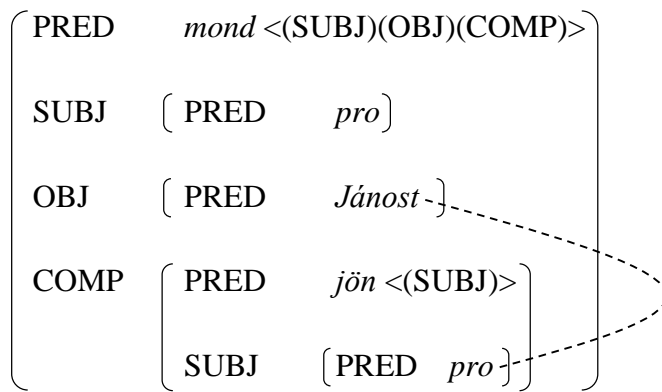 PRED mond <(SUBJ)(OBJ)(COMP)>
SUBJ [ PRED pro ]
OBJ [ PRED Jánost ]
COMP [ PRED jön <(SUBJ)>
SUBJ [ PRED pro ] ]